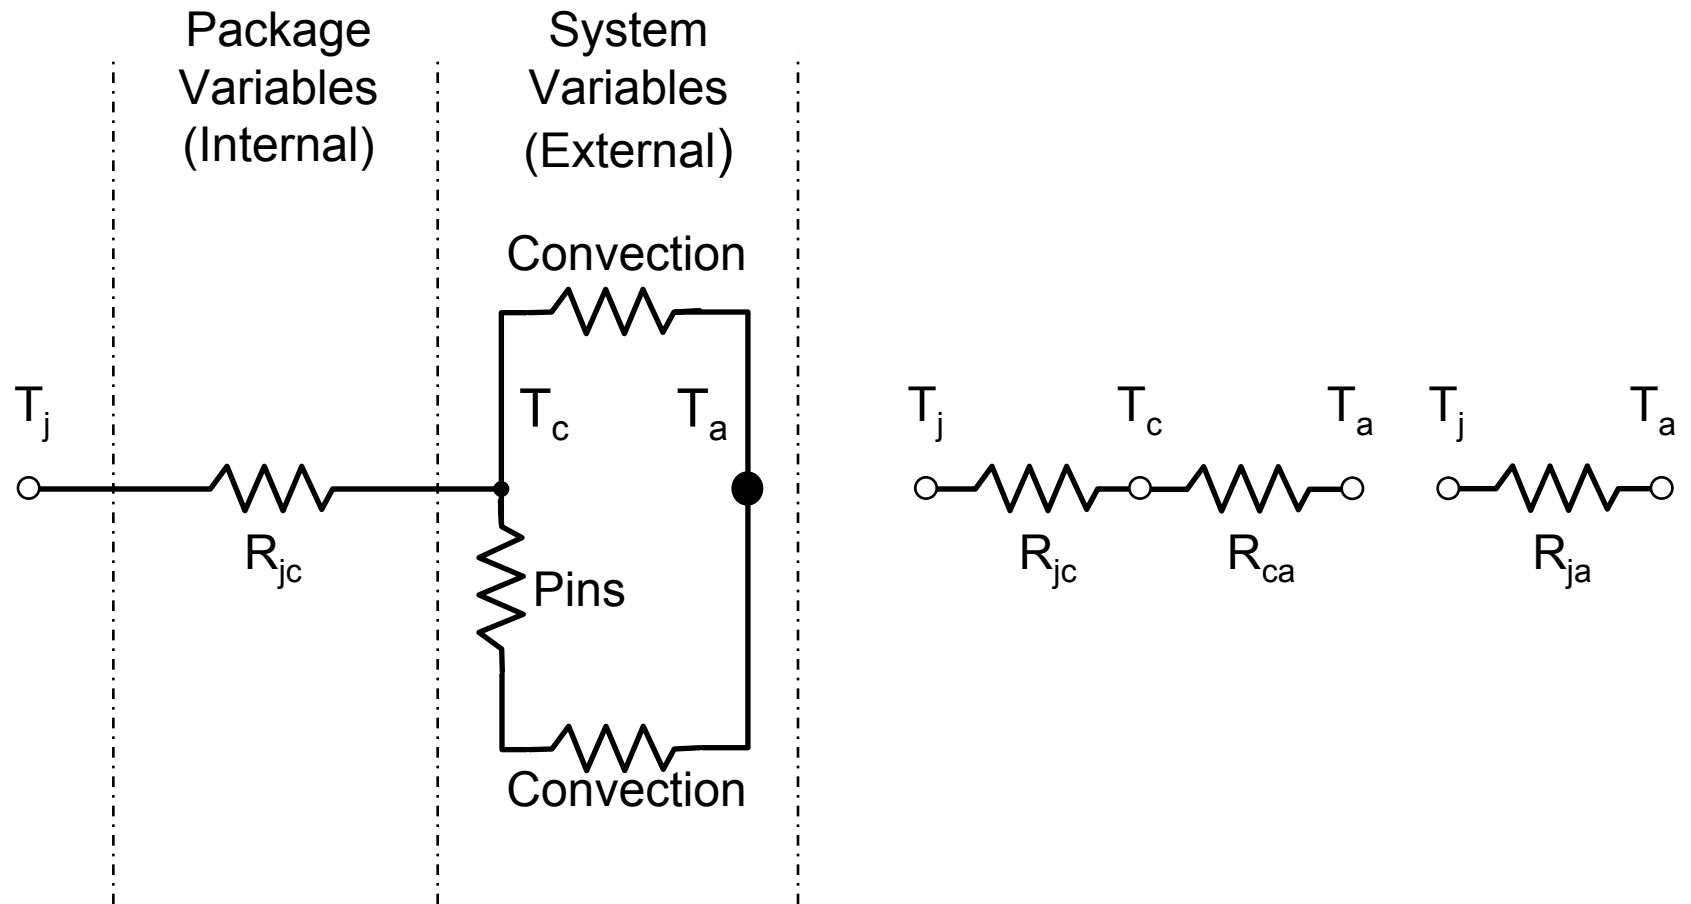 Package
Variables
(Internal)
System
Variables
(External)
Convection
Tj
Tc
Ta
Rjc
Pins
Convection
Tj
Tc
Ta
Rjc
Rca
Tj
Ta
Rja